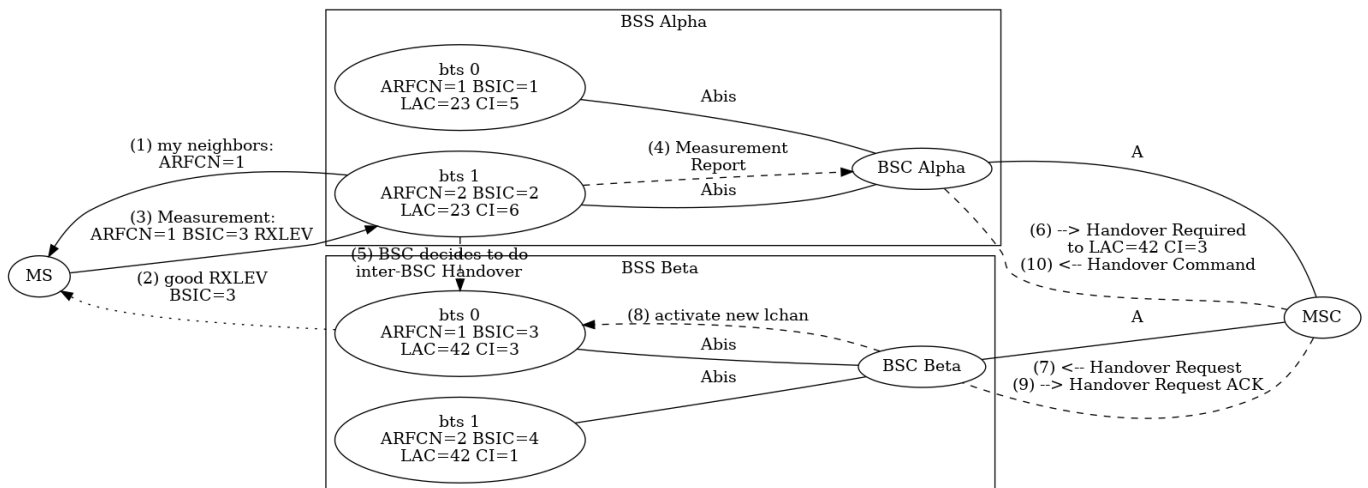 BSS Alpha
bts 0
ARFCN=1 BSIC=1
LAC=23 CI=5
Abis
(1) my neighbors:
ARFCN=1
(4) Measurement
Report
bts 1
ARFCN=2 BSIC=2
LAC=23 CI=6
Abis
BSC Alpha
A
(3) Measurement:
ARFCN=1 BSIC=3 RXLEV
(6) --> Handover Required
to LAC=42 CI=3
(10) <-- Handover Command
(5) BSC decides to do
inter-BSC Handover
MS
(2) good RXLEV
BSIC=3
BSS Beta
bts 0
ARFCN=1 BSIC=3
LAC=42 CI=3
(8) activate new lchan
Abis
Abis
BSC Beta
A
MSC
(7) <-- Handover Request
(9) --> Handover Request ACK
bts 1
ARFCN=2 BSIC=4
LAC=42 CI=1